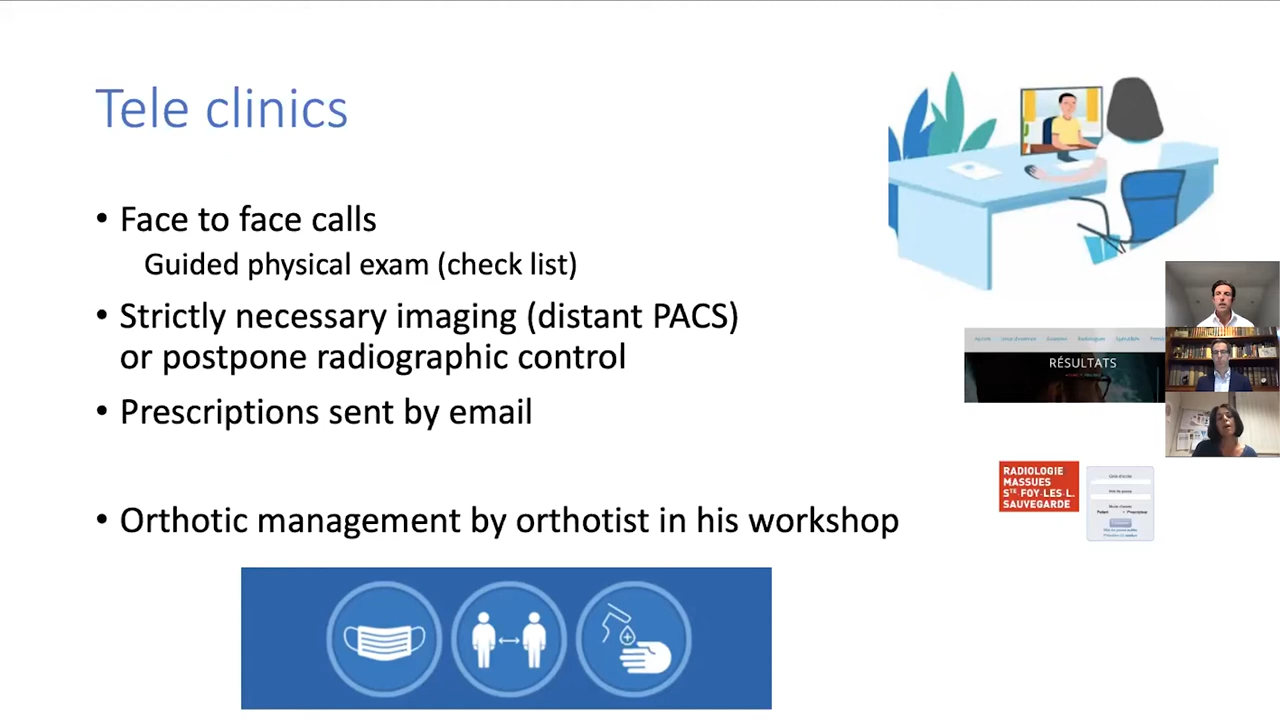 Tele clinics
• Face to face calls
Guided physical exam (check list)
• Strictly necessary imaging (distant PACS)
or postpone radiographic control
• Prescriptions sent by email
• Orthotic management by orthotist in his workshop
RÉSULTATS
RADIOLOGIE
MASSUES
STE-FOY-LES-L.
SAUVEGARDE
Patient Prescripteur